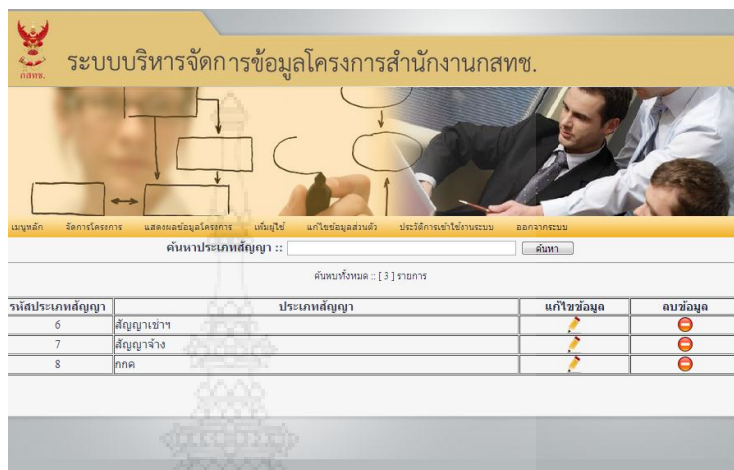 กสทช.
ระบบบริหารจัดการข้อมูลโครงการสำนักงานกสทช.
เมนูหลัก จัดการโครงการ แสดงผลข้อมูลโครงการ เพิ่มผู้ใช้ แก้ไขข้อมูลส่วนตัว ประวัติการเข้าใช้งานระบบ ออกจากระบบ
ค้นหาประเภทสัญญา :: ค้นหา
ค้นพบทั้งหมด :: [ 3 ] รายการ
รหัสประเภทสัญญา ประเภทสัญญา แก้ไขข้อมูล ลบข้อมูล
6 สัญญาเช่าฯ
7 สัญญาจ้าง
8 กกด